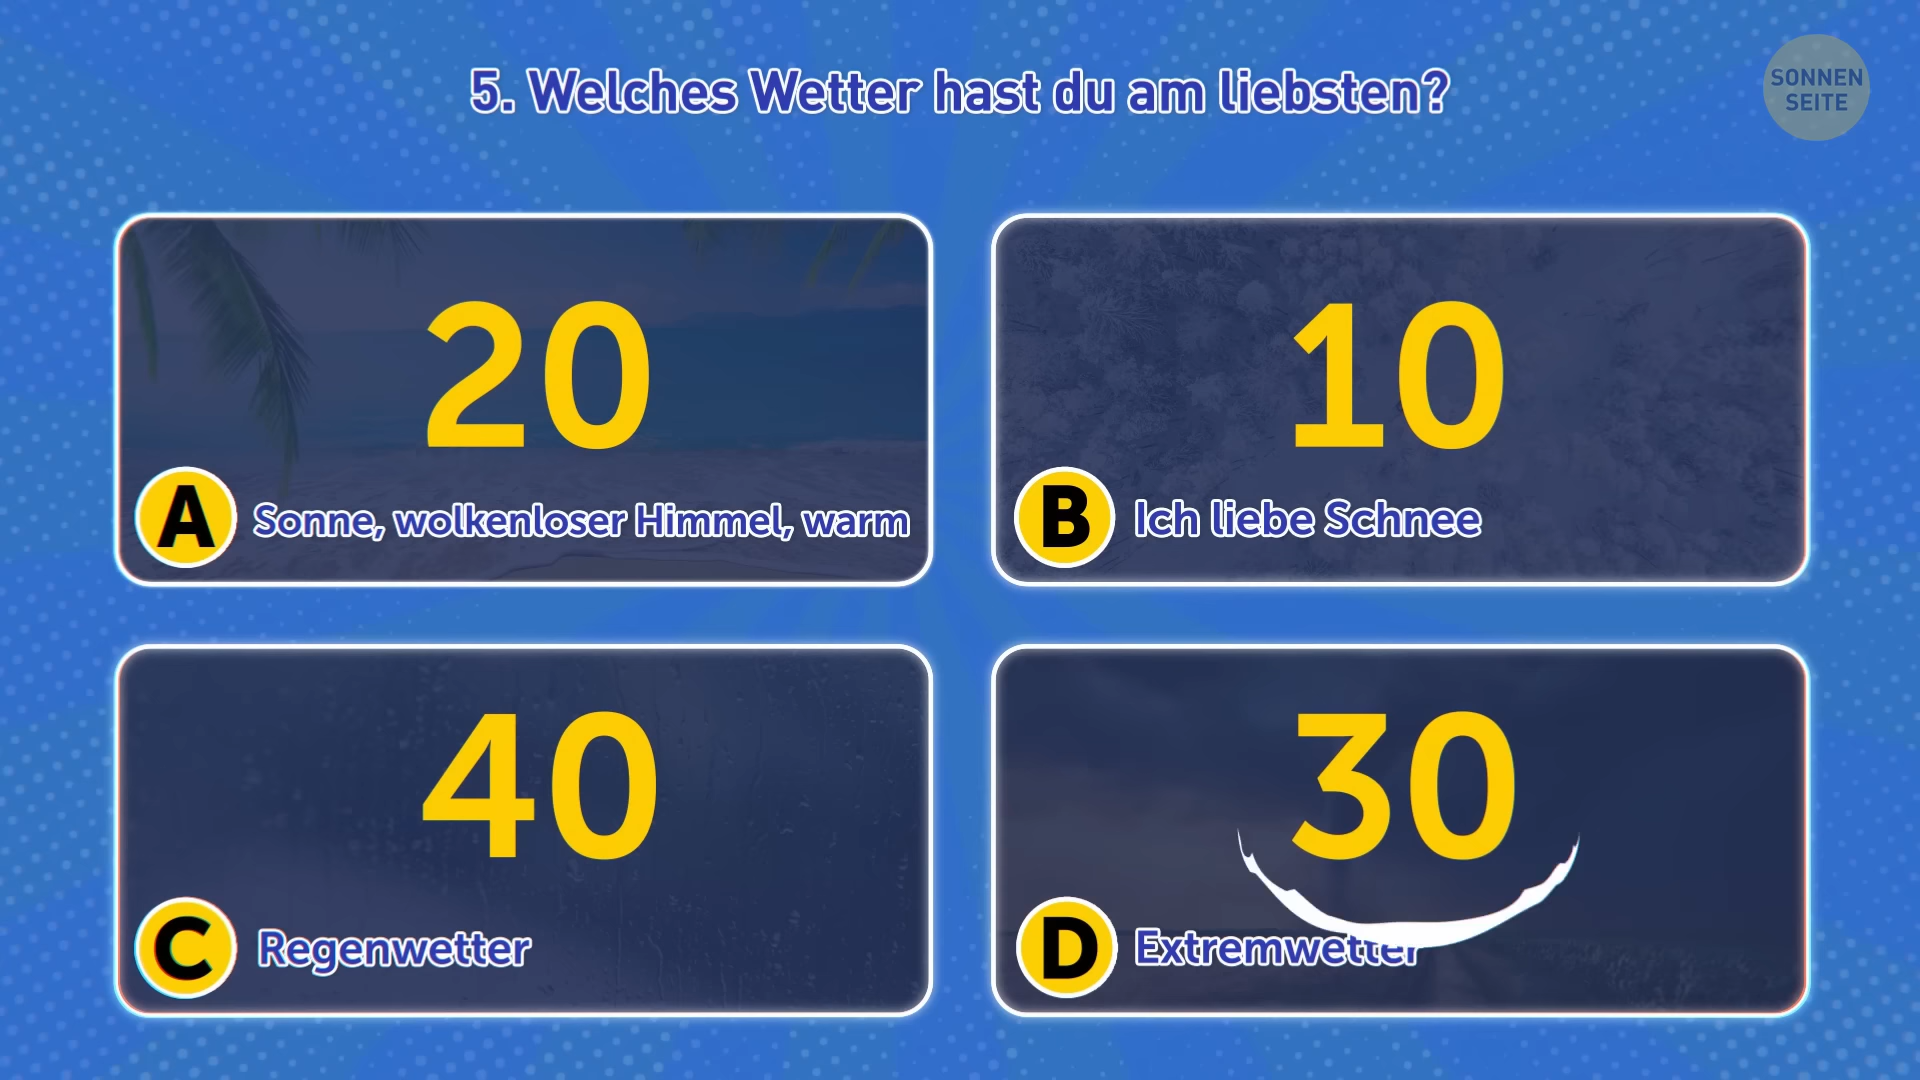 5. Welches Wetter hast du am liebsten?
SONNEN
SEITE
20
A Sonne, wolkenloser Himmel, warm
10
B Ich liebe Schnee
40
C Regenwetter
30
D Extremwetter